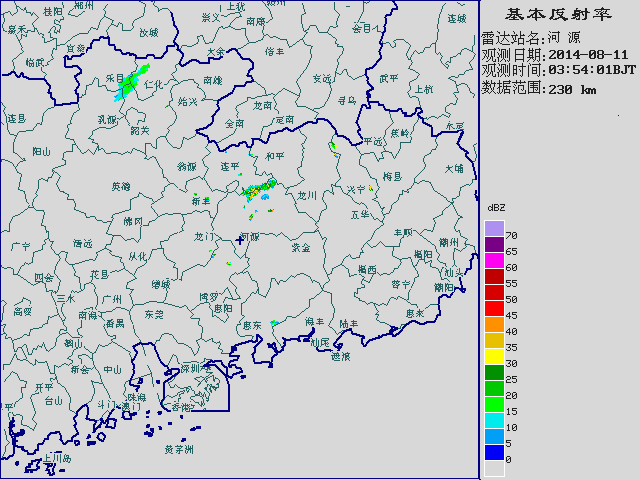 基本反射率
雷达站名:河 源
观测日期:2014-08-11
观测时间:03:54:01BJT
数据范围:230 km
dBZ
70
65
60
55
50
45
40
35
30
25
20
15
10
5
0
桂阳
郴州
汝城
崇义
上犹
南康
会昌
连城
宜章
大余
信丰
临武
乐昌
仁化
南雄
安远
武平
上杭
始兴
龙南
寻乌
连县
乳源
韶关
全南
定南
蕉岭
永定
平远
阳山
翁源
连平
和平
大埔
梅县
英德
新丰
龙川
兴宁
五华
佛冈
龙门
河源
紫金
丰顺
潮州
广宁
清远
从化
揭阳
揭西
汕头
四会
花县
增城
普宁
潮阳
三水
广州
博罗
惠阳
高要
南海
番禺
东莞
惠东
海丰
陆丰
惠来
汕尾
遮浪
鹤山
新会
中山
深圳
开平
台山
斗门
珠海
澳门
香港
平
上川岛
黄茅洲